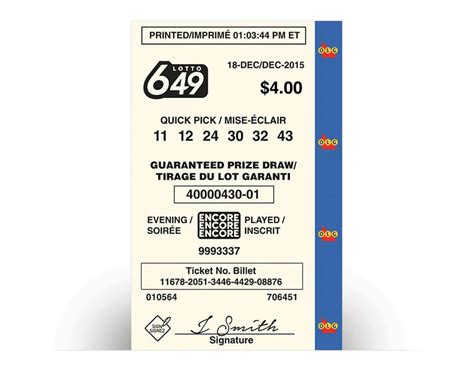 PRINTED/IMPRIMÉ 01:03:44 PM ET
LOTTO
649
18-DEC/DEC-2015
$4.00
QUICK PICK / MISE-ÉCLAIR
11 12 24 30 32 43
GUARANTEED PRIZE DRAW/
TIRAGE DU LOT GARANTI
40000430-01
EVENING / SOIRÉE
ENCORE
ENCORE
ENCORE
PLAYED / INSCRIT
9993337
Ticket No. Billet
11678-2051-3446-4429-08876
010564 706451
SIGN
SIGNEZ
I Smith
Signature
OLG
OLG
OLG
OLG